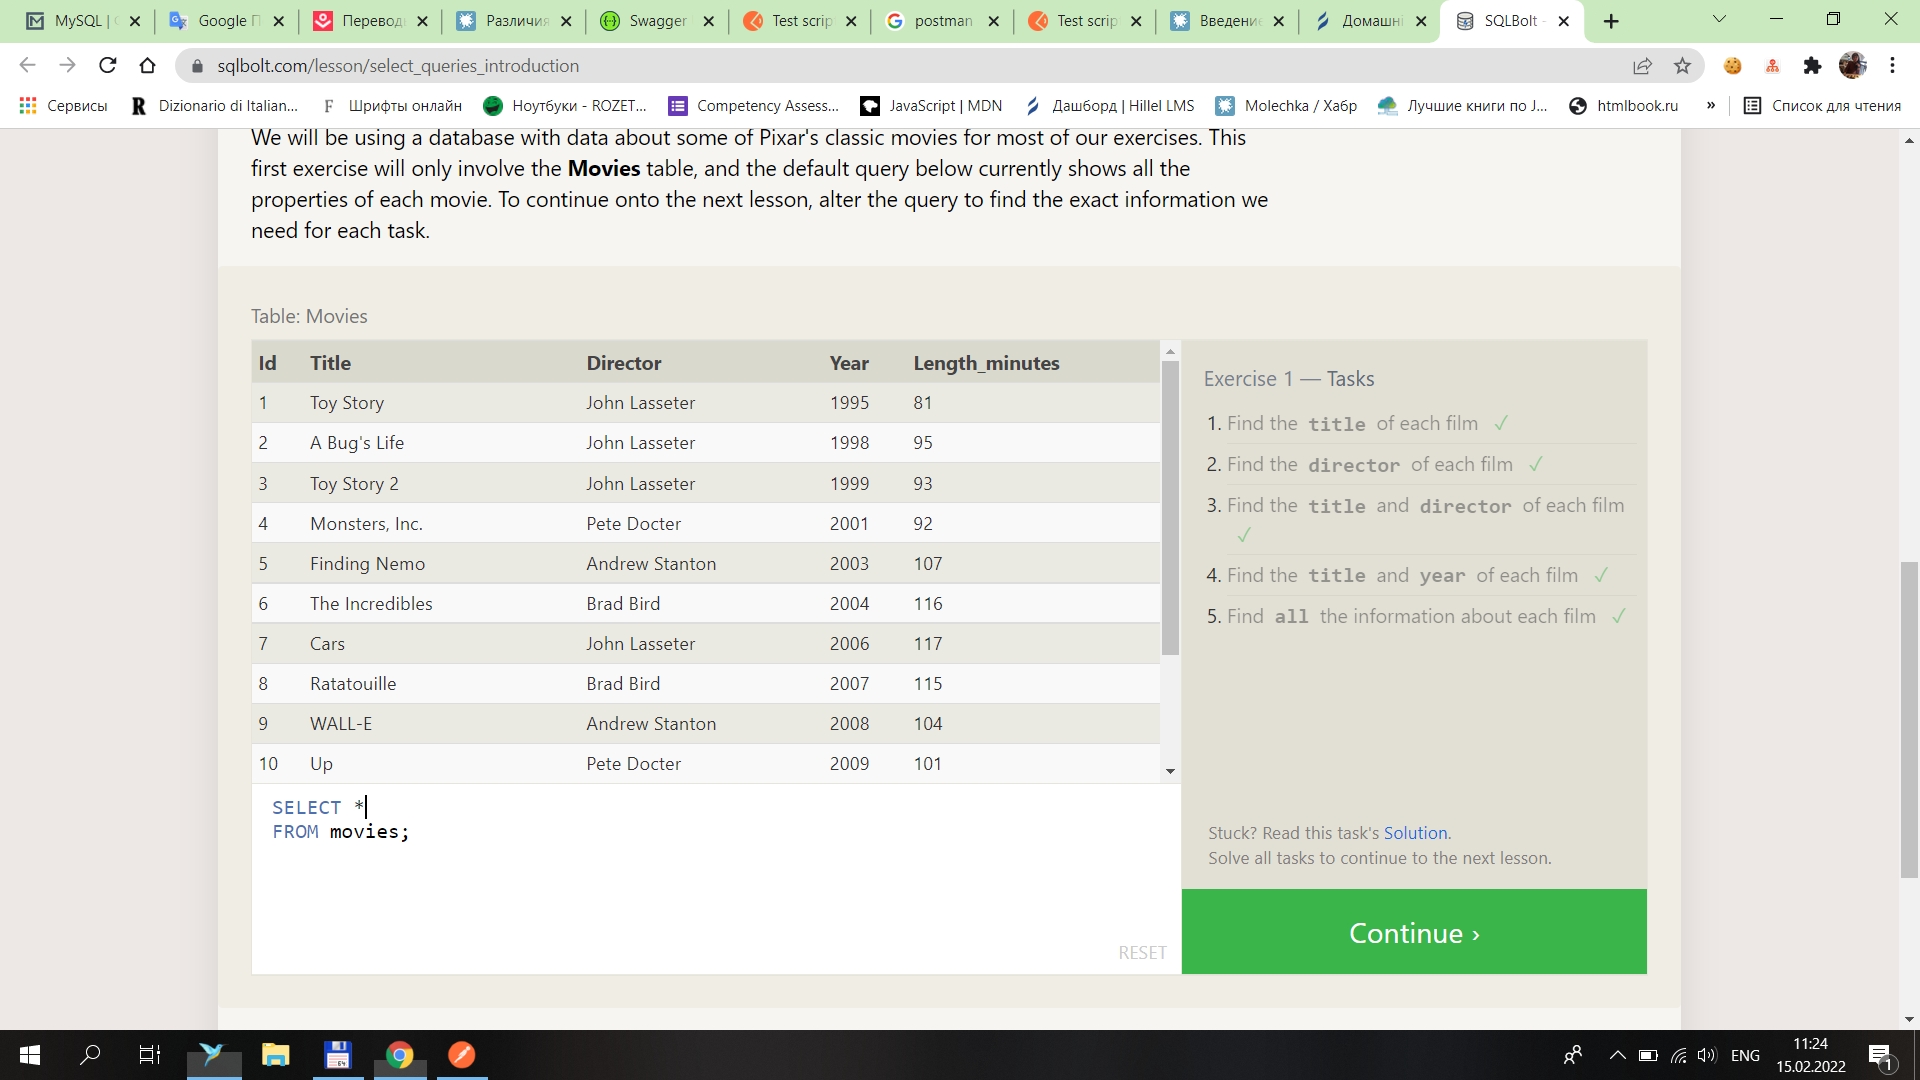 MySQL | C
Google П
Перевод
Различия
Swagger
Test scrip
postman
Test scrip
Введение
Домашн
SQLBolt -
sqlbolt.com/lesson/select_queries_introduction
Сервисы
Dizionario di Italian...
Шрифты онлайн
Ноутбуки - ROZET...
Competency Assess...
JavaScript | MDN
Дашборд | Hillel LMS
Molechka / Хабр
Лучшие книги по J...
htmlbook.ru
»
Список для чтения
We will be using a database with data about some of Pixar's classic movies for most of our exercises. This
first exercise will only involve the Movies table, and the default query below currently shows all the
properties of each movie. To continue onto the next lesson, alter the query to find the exact information we
need for each task.
Table: Movies
Id Title Director Year Length_minutes
1 Toy Story John Lasseter 1995 81
2 A Bug's Life John Lasseter 1998 95
3 Toy Story 2 John Lasseter 1999 93
4 Monsters, Inc. Pete Docter 2001 92
5 Finding Nemo Andrew Stanton 2003 107
6 The Incredibles Brad Bird 2004 116
7 Cars John Lasseter 2006 117
8 Ratatouille Brad Bird 2007 115
9 WALL-E Andrew Stanton 2008 104
10 Up Pete Docter 2009 101
SELECT *
FROM movies;
RESET
Exercise 1 — Tasks
1. Find the title of each film ✓
2. Find the director of each film ✓
3. Find the title and director of each film
✓
4. Find the title and year of each film ✓
5. Find all the information about each film ✓
Stuck? Read this task's Solution.
Solve all tasks to continue to the next lesson.
Continue ›
64
ENG
11:24
15.02.2022
1